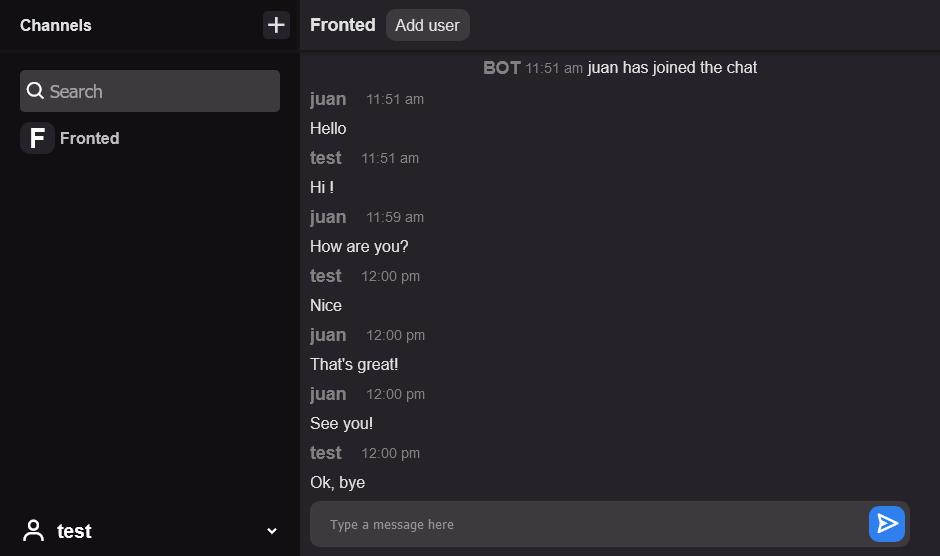 Channels
Search
F Fronted
test
Fronted Add user
BOT 11:51 am juan has joined the chat
juan 11:51 am
Hello
test 11:51 am
Hi !
juan 11:59 am
How are you?
test 12:00 pm
Nice
juan 12:00 pm
That's great!
juan 12:00 pm
See you!
test 12:00 pm
Ok, bye
Type a message here